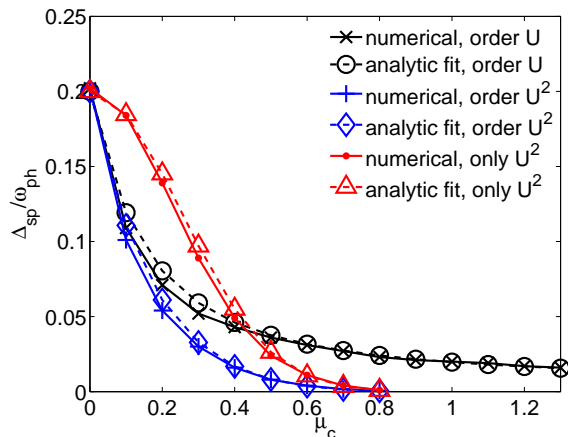 numerical, order U
analytic fit, order U
numerical, order U²
analytic fit, order U²
numerical, only U²
analytic fit, only U²
0.2
0.15
0.1
0.05
0
Δsp/ωph
0 0.2 0.4 0.6 0.8 1 1.2
μc